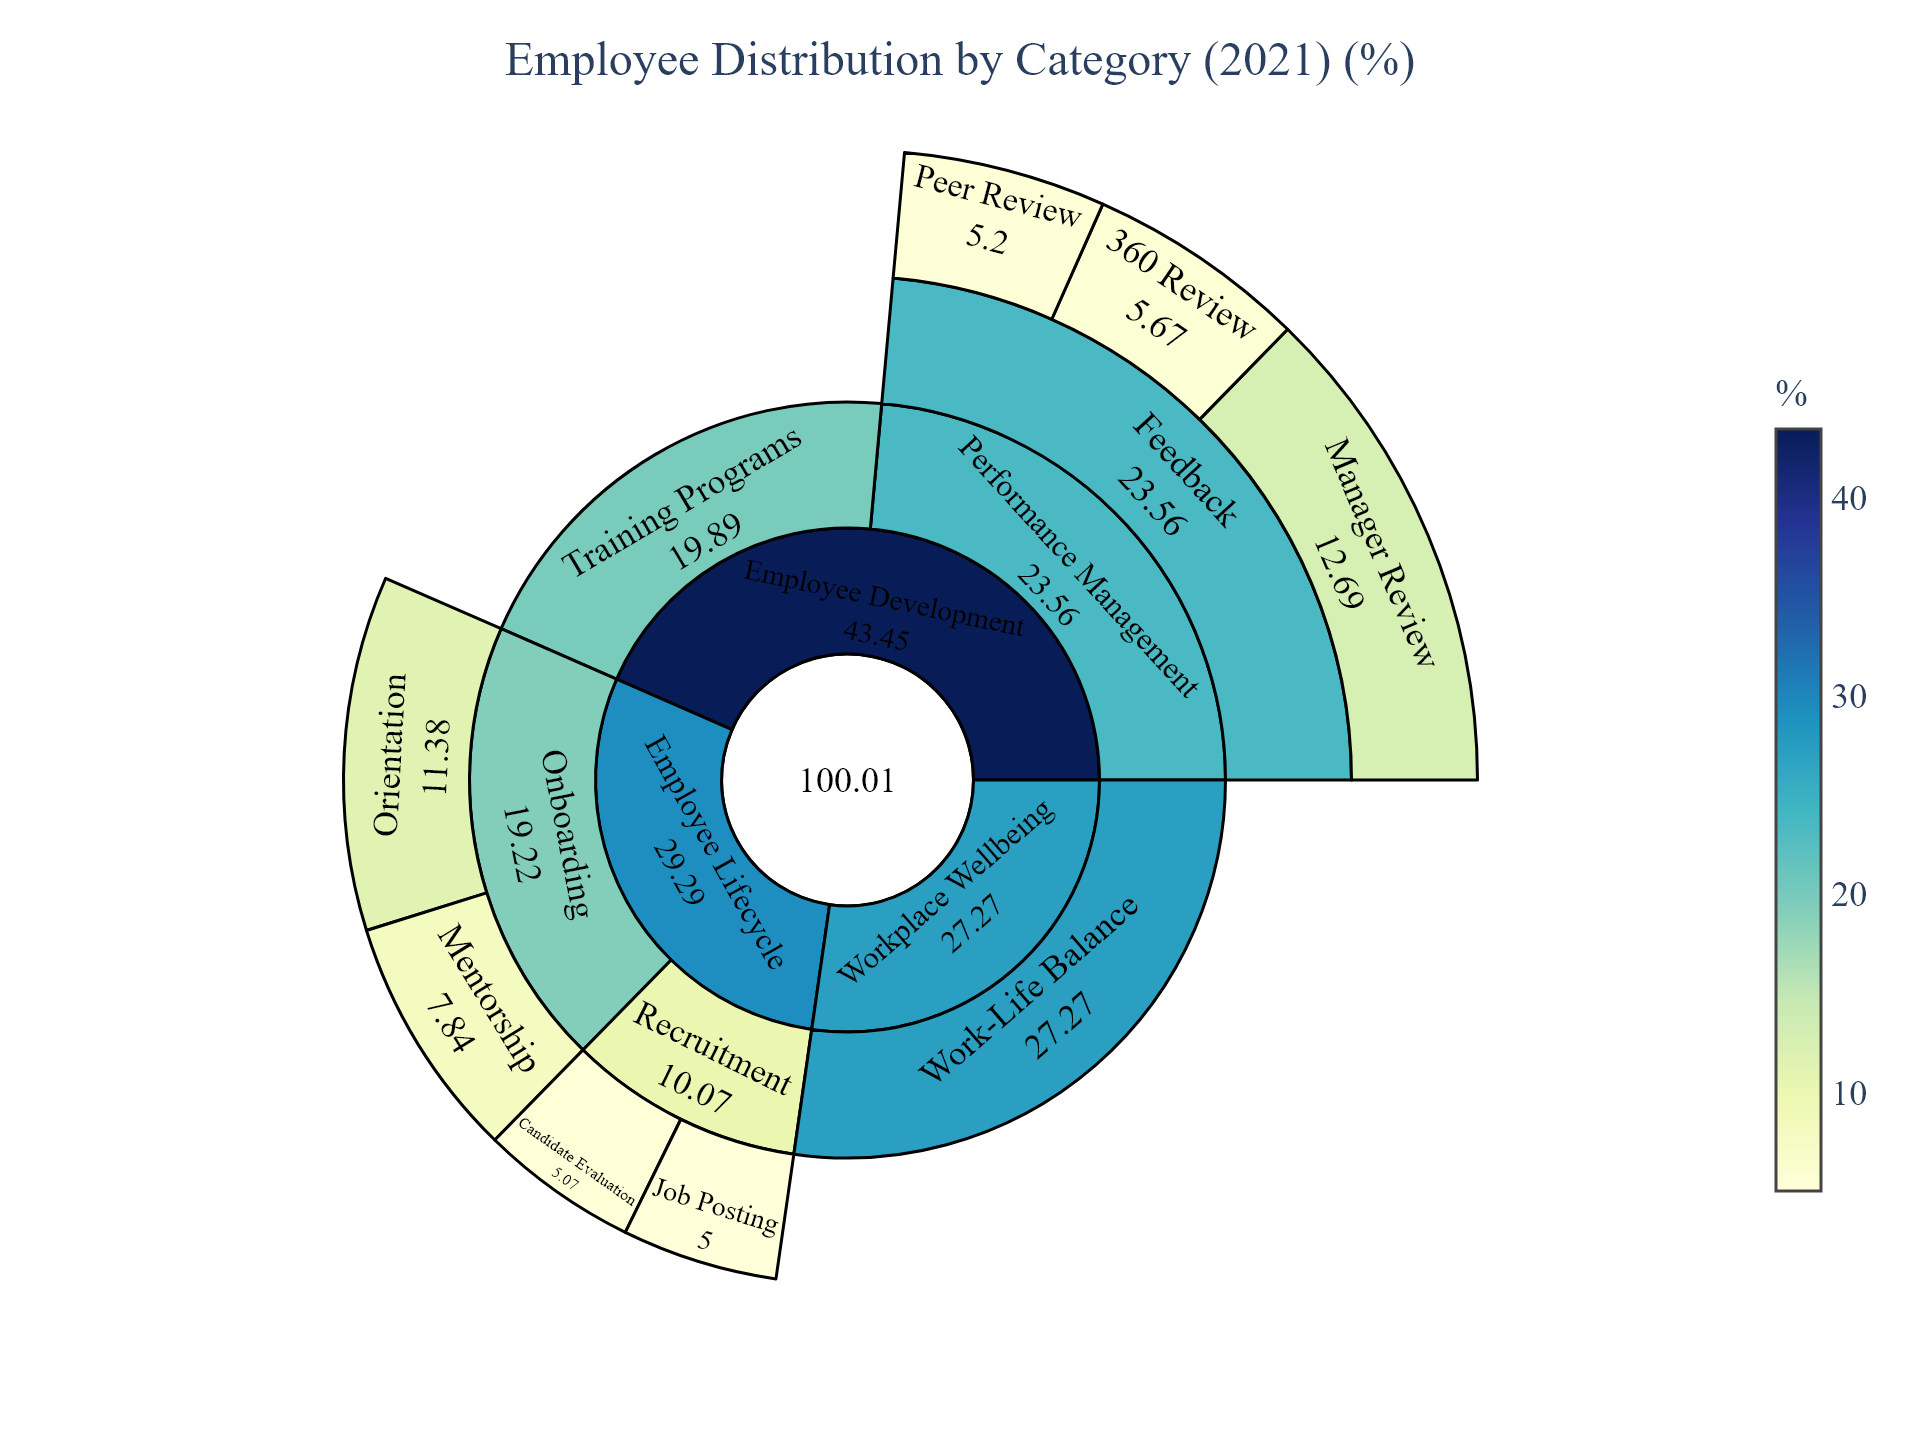 Employee Distribution by Category (2021) (%)
Peer Review
5.2
360 Review
5.67
Manager Review
12.69
Feedback
23.56
Performance Management
23.56
Training Programs
19.89
Employee Development
43.45
Orientation
11.38
Onboarding
19.22
Employee Lifecycle
29.29
100.01
Workplace Wellbeing
27.27
Work-Life Balance
27.27
Mentorship
7.84
Recruitment
10.07
Candidate Evaluation
5.07
Job Posting
5
%
40
30
20
10